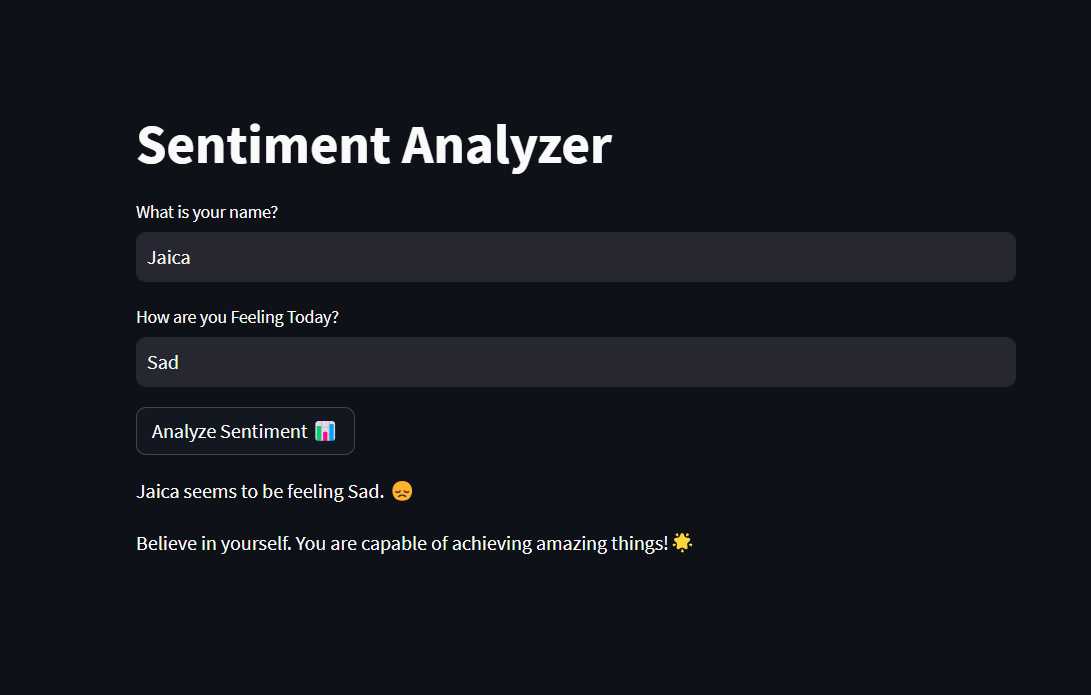 Sentiment Analyzer
What is your name?
Jaica
How are you Feeling Today?
Sad
Analyze Sentiment 📊
Jaica seems to be feeling Sad. 😞
Believe in yourself. You are capable of achieving amazing things! 🌟